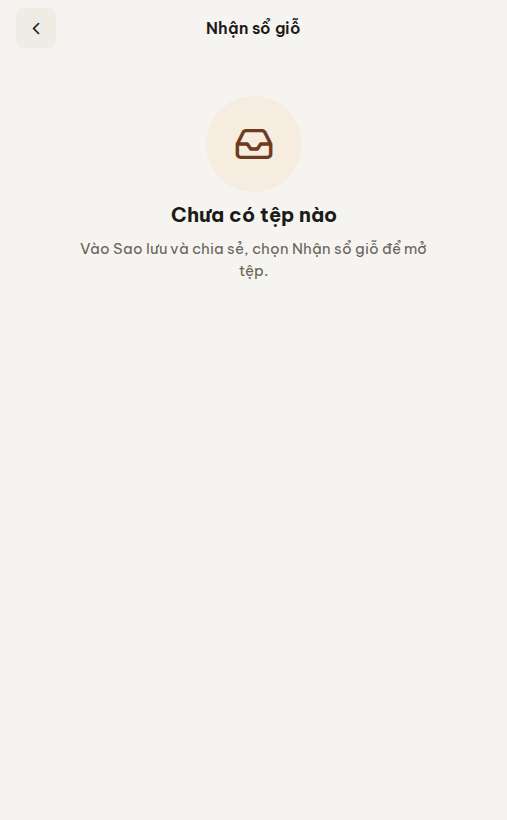 Nhận sổ giỗ
Chưa có tệp nào
Vào Sao lưu và chia sẻ, chọn Nhận sổ giỗ để mở
tệp.